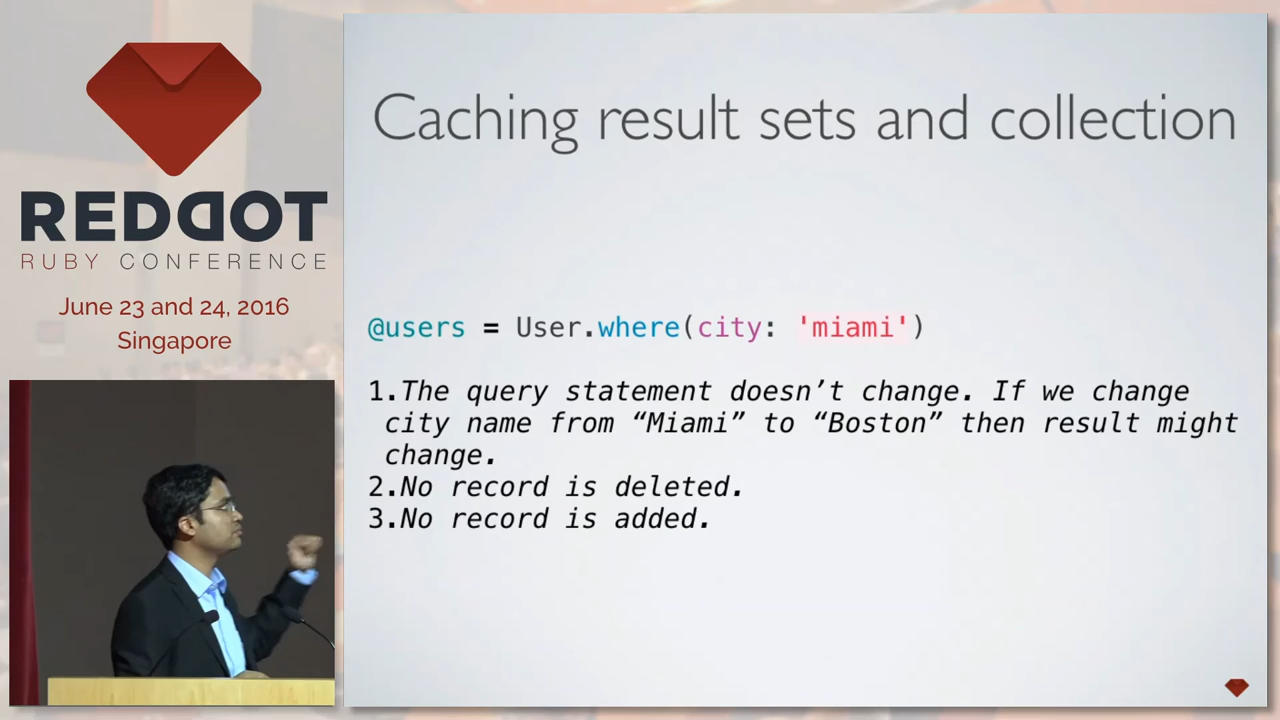 REDDOT
RUBY CONFERENCE
June 23 and 24, 2016
Singapore
Caching result sets and collection
@users = User.where(city: 'miami')
1.The query statement doesn’t change. If we change
city name from “Miami” to “Boston” then result might
change.
2.No record is deleted.
3.No record is added.